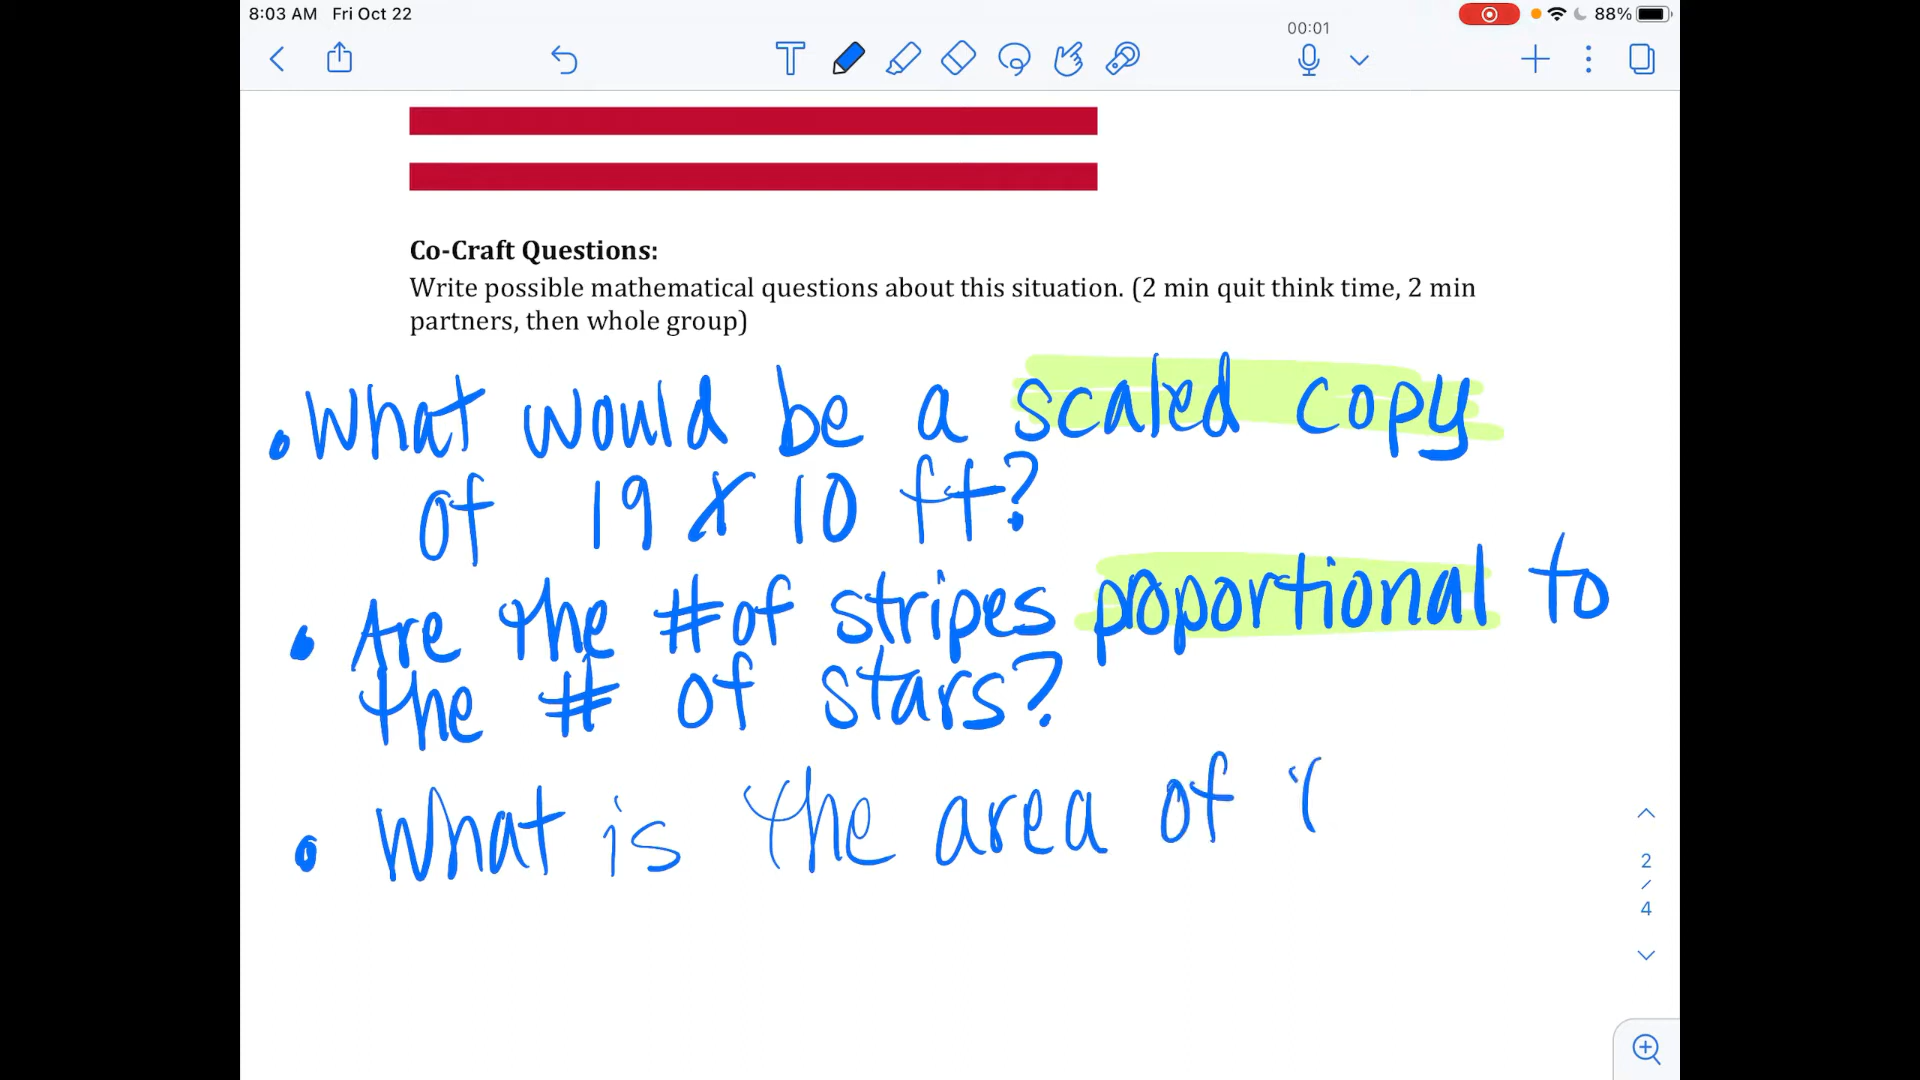 8:03 AM Fri Oct 22
88%
00:01
Co-Craft Questions:
Write possible mathematical questions about this situation. (2 min quit think time, 2 min
partners, then whole group)
• What would be a scaled copy
of 19 x 10 ft?
• Are the # of stripes proportional to
the # of stars?
• What is the area of
2
/
4